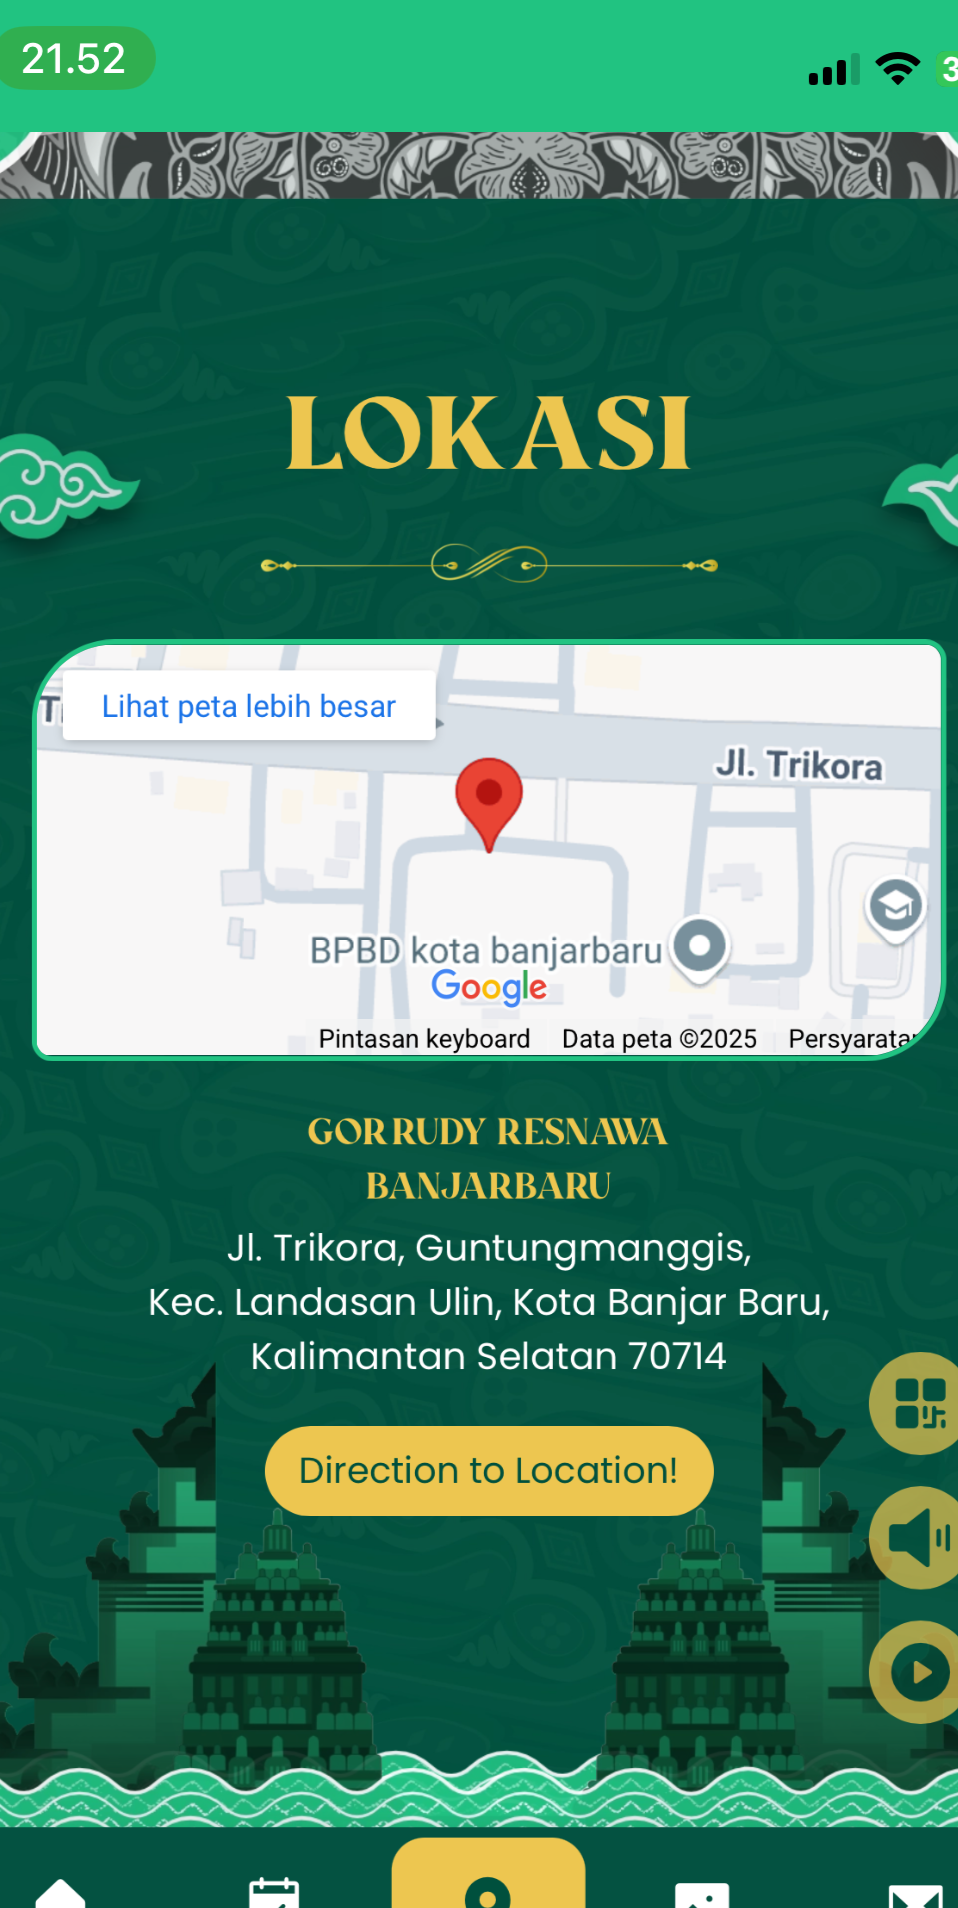 21.52
LOKASI
Lihat peta lebih besar
Jl. Trikora
BPBD kota banjarbaru
Google
Pintasan keyboard Data peta ©2025
GOR RUDY RESNAWA
BANJARBARU
Jl. Trikora, Guntungmanggis,
Kec. Landasan Ulin, Kota Banjar Baru,
Kalimantan Selatan 70714
Direction to Location!